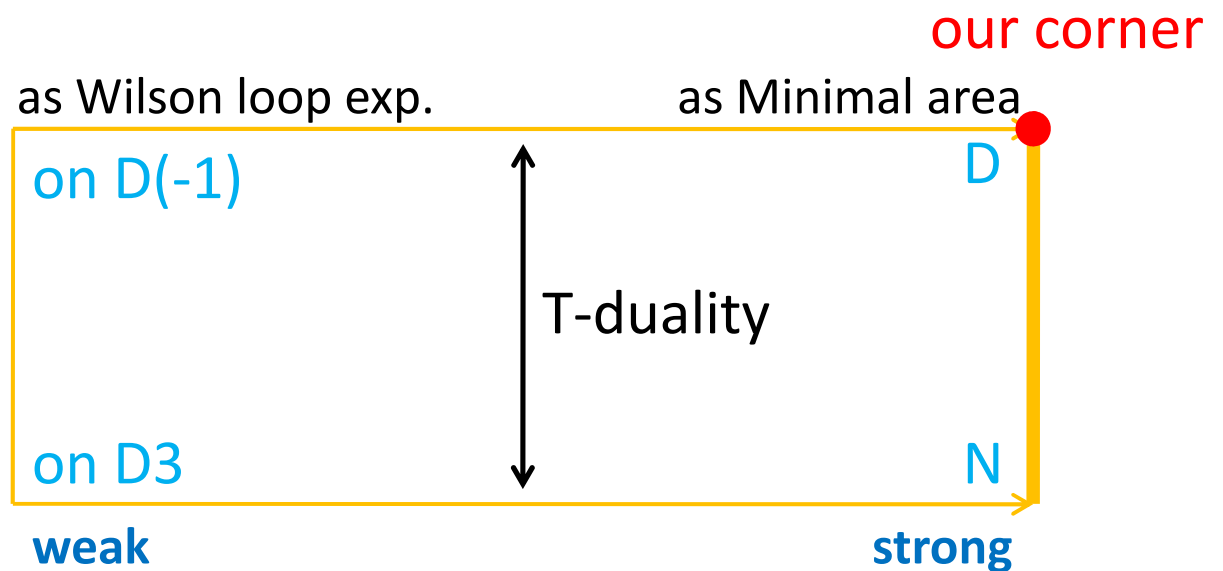 our corner
as Wilson loop exp.
as Minimal area
on D(-1)
D
T-duality
on D3
N
weak
strong